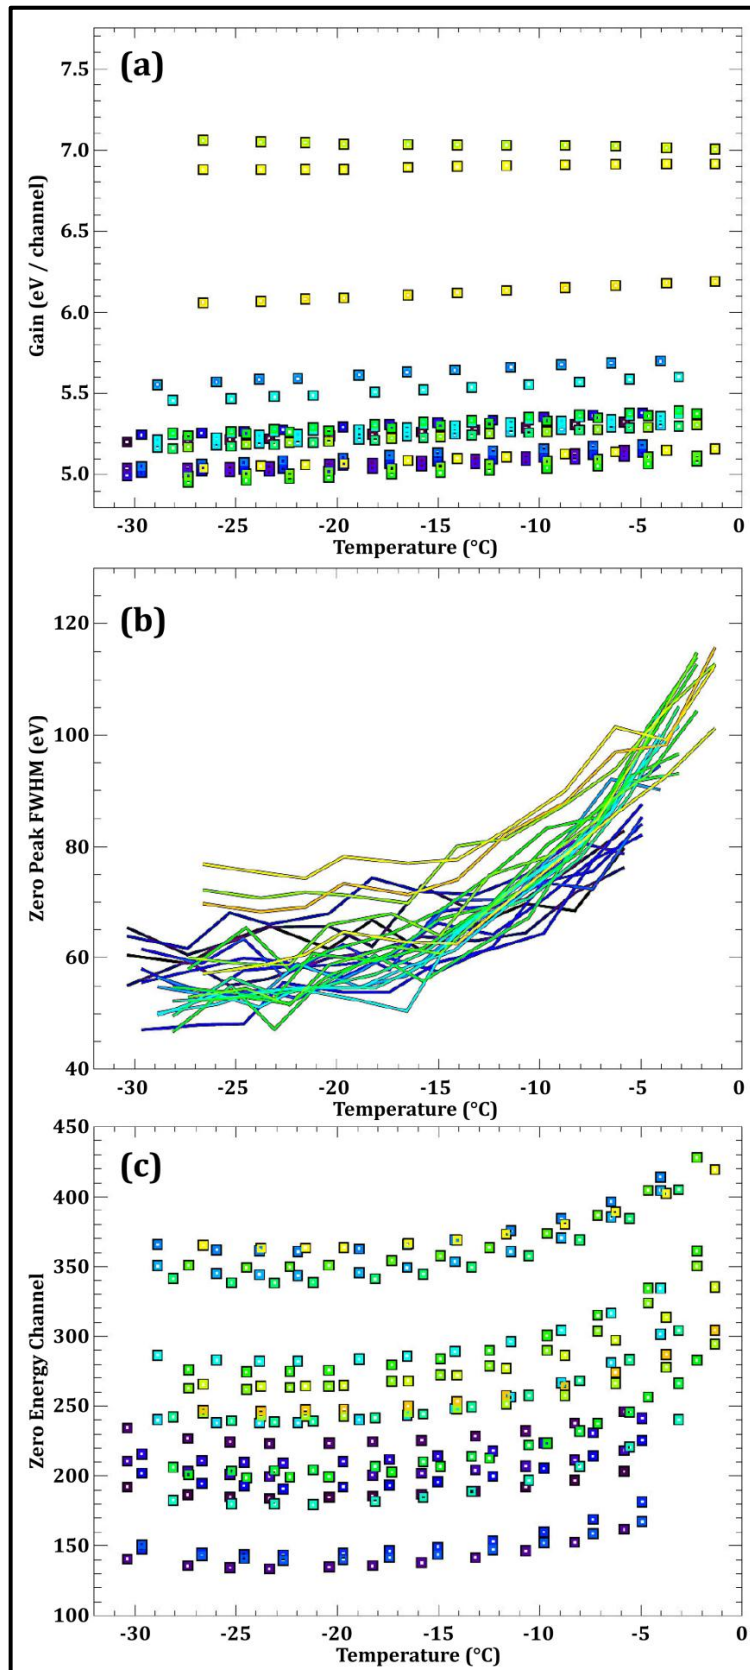 (a)
7.5
7.0
6.5
6.0
5.5
5.0
Gain (eV / channel)
-30 -25 -20 -15 -10 -5 0
Temperature (°C)
(b)
120
100
80
60
40
Zero Peak FWHM (eV)
-30 -25 -20 -15 -10 -5 0
Temperature (°C)
(c)
450
400
350
300
250
200
150
100
Zero Energy Channel
-30 -25 -20 -15 -10 -5 0
Temperature (°C)